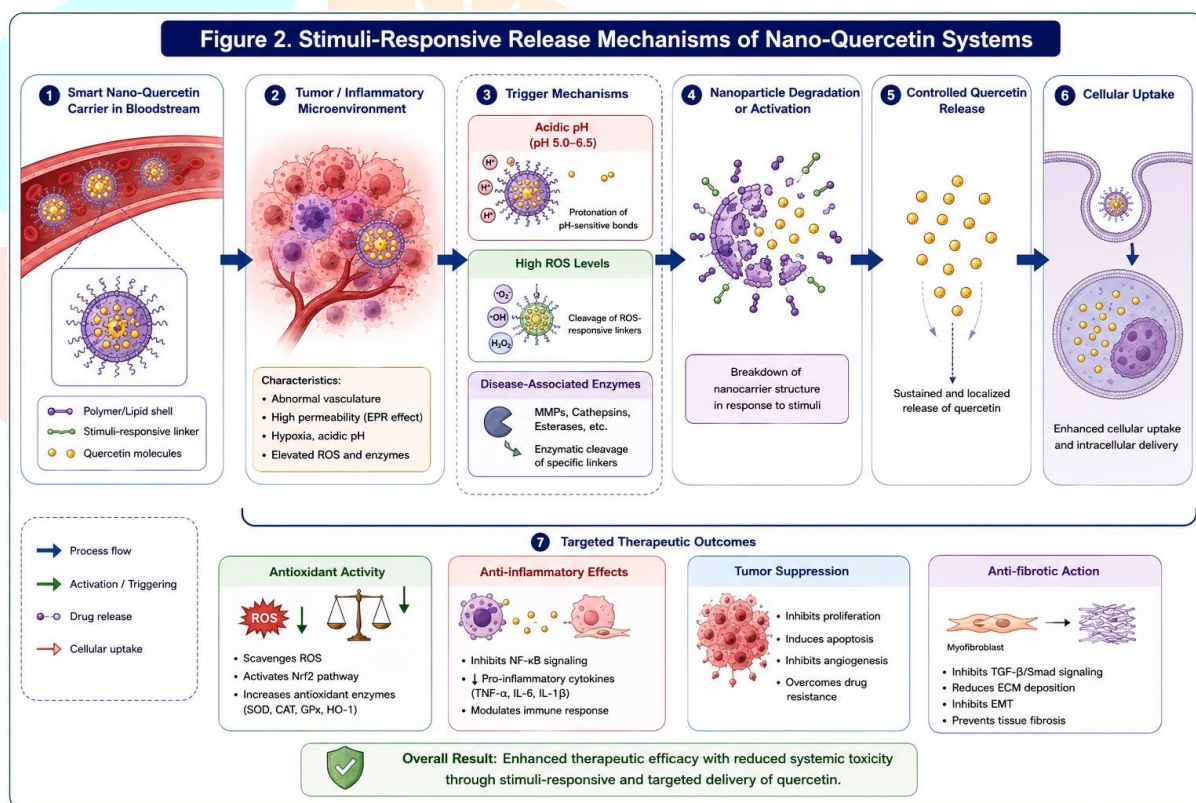 Figure 2. Stimuli-Responsive Release Mechanisms of Nano-Quercetin Systems
1 Smart Nano-Quercetin
Carrier in Bloodstream
Polymer/Lipid shell
Stimuli-responsive linker
Quercetin molecules
2 Tumor / Inflammatory
Microenvironment
Characteristics:
• Abnormal vasculature
• High permeability (EPR effect)
• Hypoxia, acidic pH
• Elevated ROS and enzymes
3 Trigger Mechanisms
Acidic pH
(pH 5.0–6.5)
H⁺
H⁺
H⁺
Protonation of
pH-sensitive bonds
High ROS Levels
•O₂⁻
•OH
H₂O₂
Cleavage of ROS-
responsive linkers
Disease-Associated Enzymes
MMPs, Cathepsins,
Esterases, etc.
Enzymatic cleavage
of specific linkers
4 Nanoparticle Degradation
or Activation
Breakdown of
nanocarrier structure
in response to stimuli
5 Controlled Quercetin
Release
Sustained and localized
release of quercetin
6 Cellular Uptake
Enhanced cellular uptake
and intracellular delivery
Process flow
Activation / Triggering
Drug release
Cellular uptake
7 Targeted Therapeutic Outcomes
Antioxidant Activity
ROS
• Scavenges ROS
• Activates Nrf2 pathway
• Increases antioxidant enzymes
(SOD, CAT, GPx, HO-1)
Anti-inflammatory Effects
• Inhibits NF-κB signaling
• ↓ Pro-inflammatory cytokines
(TNF-α, IL-6, IL-1β)
• Modulates immune response
Tumor Suppression
• Inhibits proliferation
• Induces apoptosis
• Inhibits angiogenesis
• Overcomes drug
resistance
Anti-fibrotic Action
Myofibroblast
• Inhibits TGF-β/Smad signaling
• Reduces ECM deposition
• Inhibits EMT
• Prevents tissue fibrosis
Overall Result: Enhanced therapeutic efficacy with reduced systemic toxicity
through stimuli-responsive and targeted delivery of quercetin.